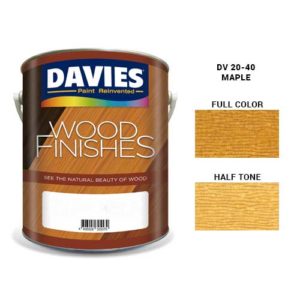 DAVIES
Paint Reinvented
WOOD
FINISHES
SEE THE NATURAL BEAUTY OF WOOD
DV 20-40
MAPLE
FULL COLOR
HALF TONE